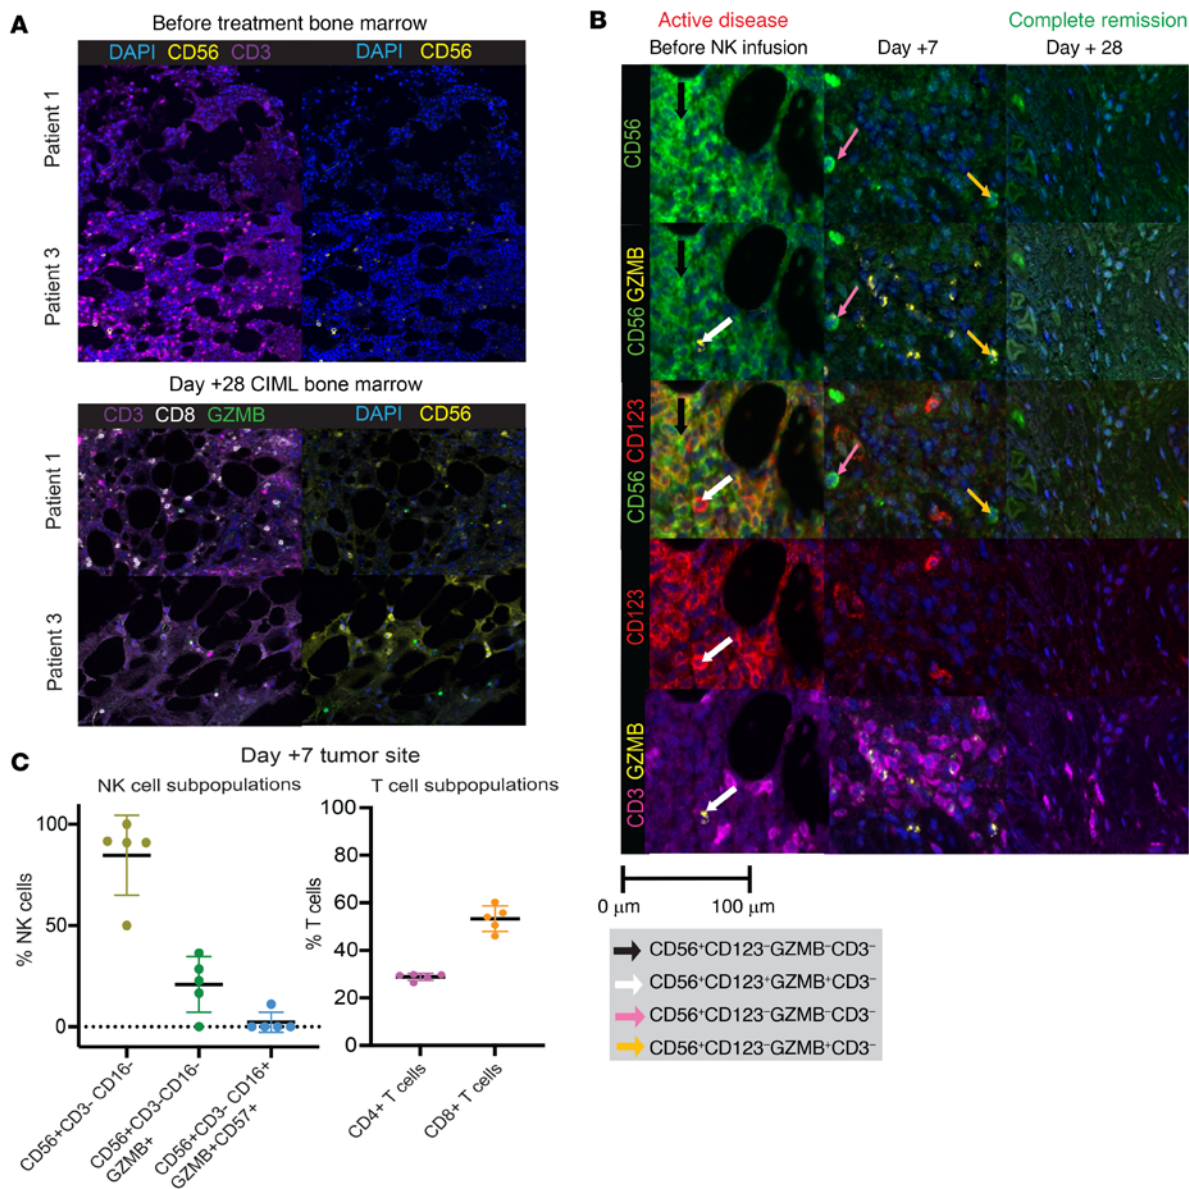 A
Before treatment bone marrow
DAPI CD56 CD3
DAPI CD56
Patient 1
Patient 3
Day +28 CIML bone marrow
CD3 CD8 GZMB
DAPI CD56
Patient 1
Patient 3
B
Active disease
Complete remission
Before NK infusion
Day +7
Day + 28
CD56
CD56 GZMB
CD56 CD123
CD123
CD3 GZMB
0 µm
100 µm
CD56⁺CD123⁻GZMB⁻CD3⁻
CD56⁺CD123⁺GZMB⁺CD3⁻
CD56⁺CD123⁻GZMB⁻CD3⁻
CD56⁺CD123⁻GZMB⁺CD3⁻
C
Day +7 tumor site
NK cell subpopulations
T cell subpopulations
% NK cells
100
50
0
CD56+CD3- CD16-
CD56+CD3-CD16-
GZMB+
CD56+CD3- CD16+
GZMB+CD57+
% T cells
100
80
60
40
20
0
CD4+ T cells
CD8+ T cells